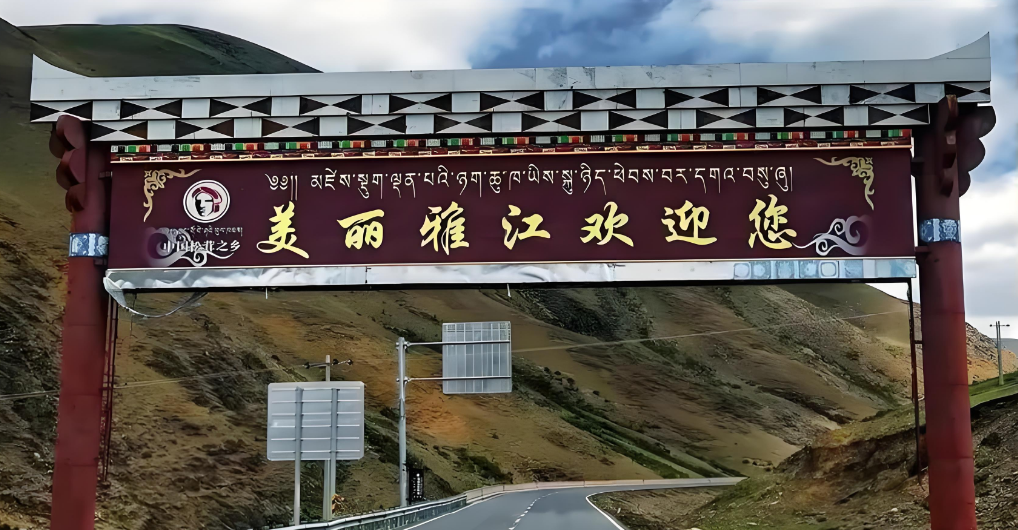 ༄༅།། མཛེས་སྡུག་ལྡན་པའི་ཉག་ཆུ་ཁ་ཡིས་སྐུ་ཉིད་ཕེབས་བར་དགའ་བསུ་ཞུ།
美丽雅江欢迎您
中国松茸之乡